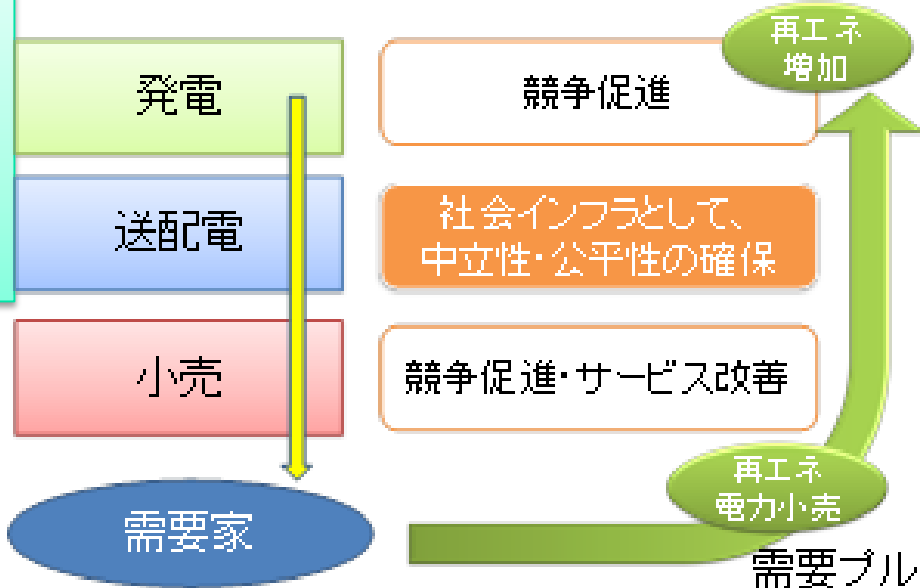 再エネ
増加
発電
競争促進
送配電
社会インフラとして、
中立性・公平性の確保
小売
競争促進・サービス改善
再エネ
電力小売
需要家
需要プル